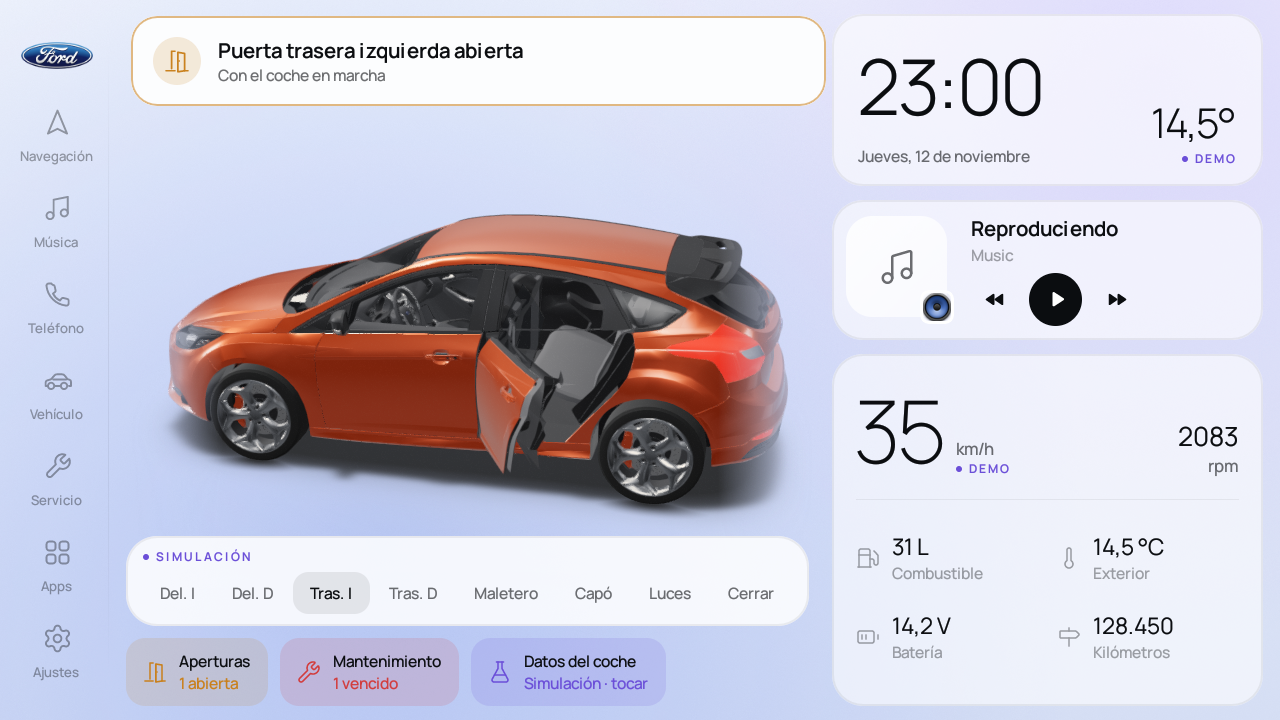 Ford
Navegación
Música
Teléfono
Vehículo
Servicio
Apps
Ajustes
Puerta trasera izquierda abierta
Con el coche en marcha
SIMULACIÓN
Del. I
Del. D
Tras. I
Tras. D
Maletero
Capó
Luces
Cerrar
Aperturas
1 abierta
Mantenimiento
1 vencido
Datos del coche
Simulación · tocar
23:00
Jueves, 12 de noviembre
14,5°
DEMO
Reproduciendo
Music
35
km/h
DEMO
2083
rpm
31 L
Combustible
14,5 °C
Exterior
14,2 V
Batería
128.450
Kilómetros